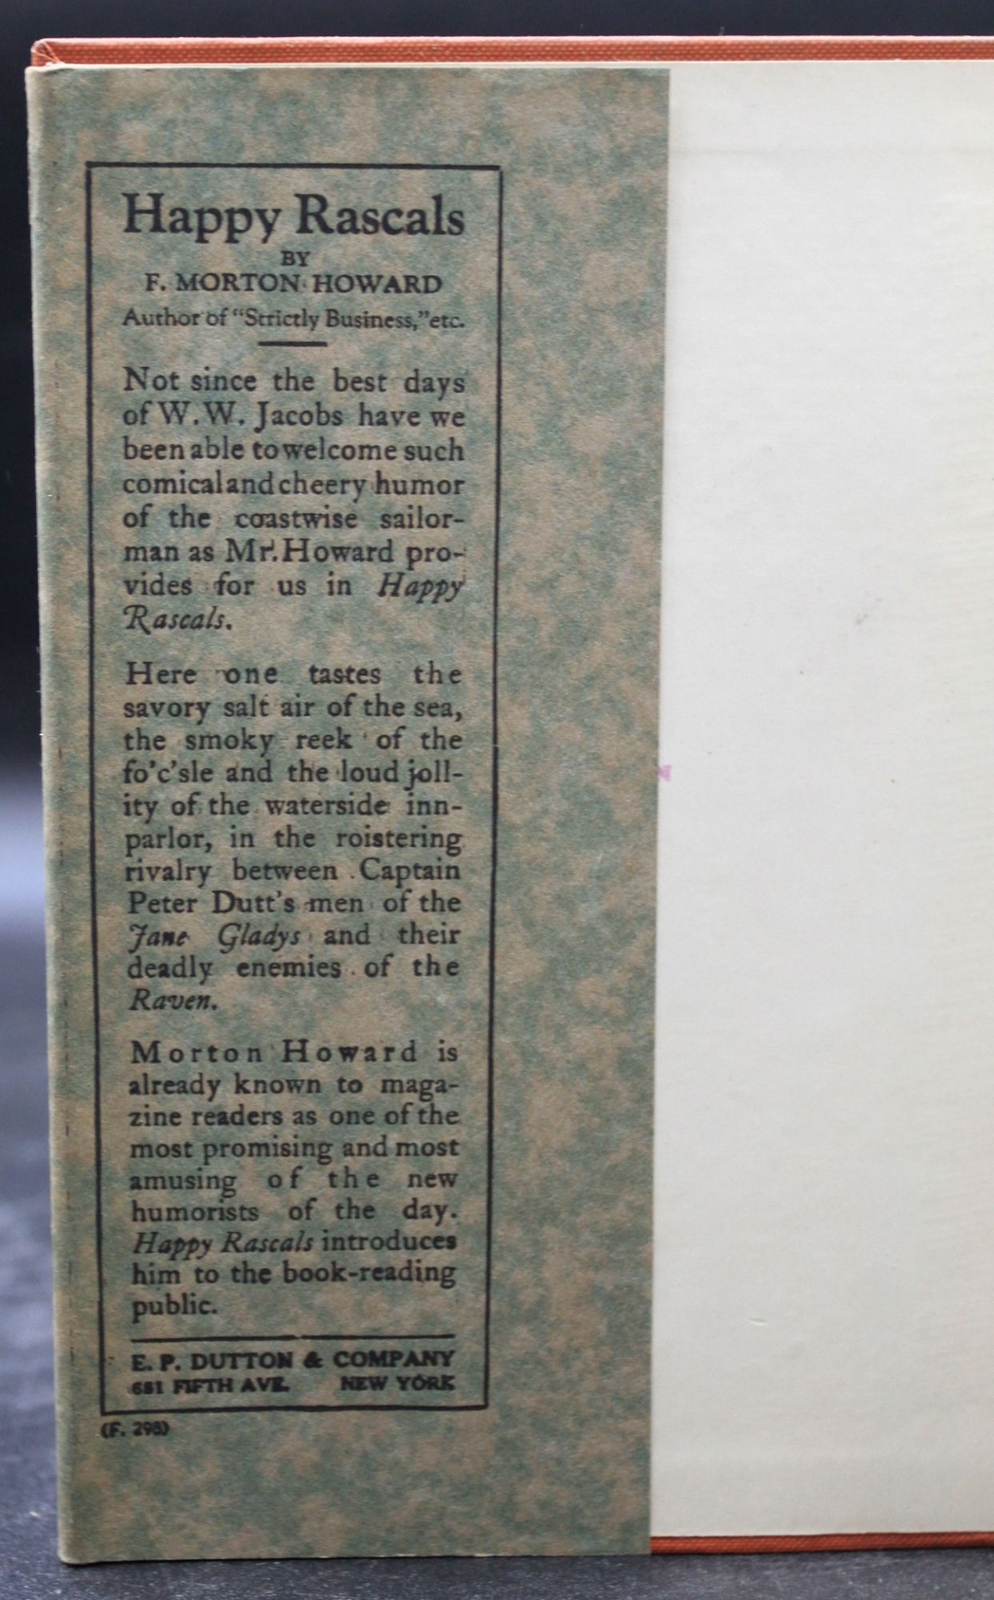 Happy Rascals
BY
F. MORTON HOWARD
Author of "Strictly Business," etc.
Not since the best days
of W. W. Jacobs have we
been able to welcome such
comical and cheery humor
of the coastwise sailor-
man as Mr. Howard pro-
vides for us in Happy
Rascals.
Here one tastes the
savory salt air of the sea,
the smoky reek of the
fo'c'sle and the loud joll-
ity of the waterside inn-
parlor, in the roistering
rivalry between Captain
Peter Dutt's men of the
Jane Gladys and their
deadly enemies of the
Raven.
Morton Howard is
already known to maga-
zine readers as one of the
most promising and most
amusing of the new
humorists of the day.
Happy Rascals introduces
him to the book-reading
public.
E. P. DUTTON & COMPANY
681 FIFTH AVE. NEW YORK